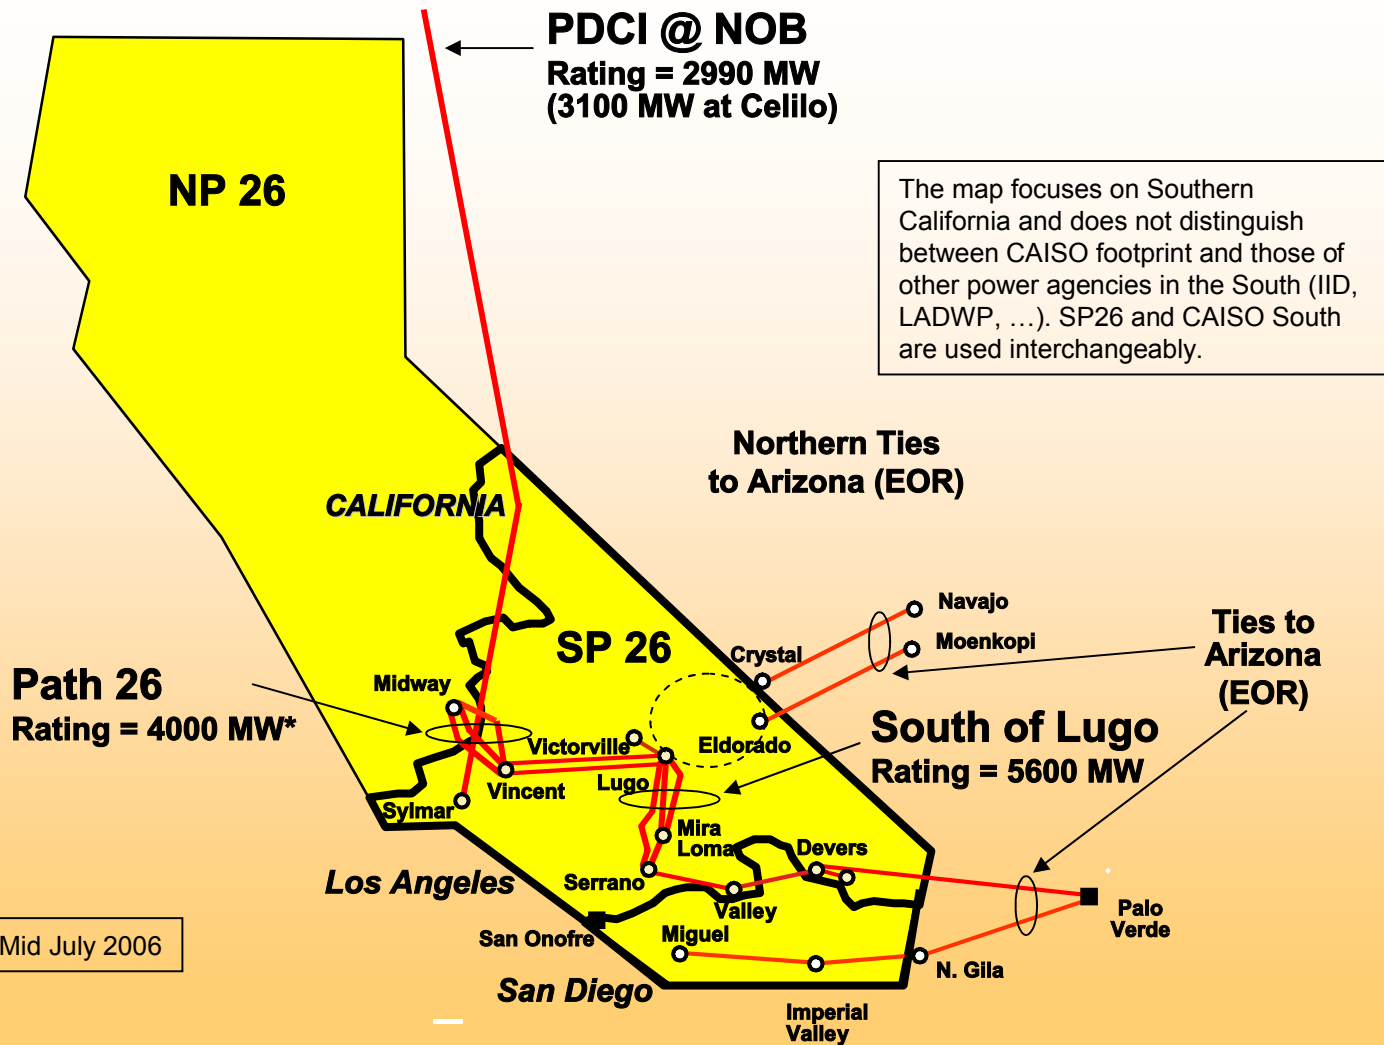 PDCI @ NOB
Rating = 2990 MW
(3100 MW at Celilo)
NP 26
The map focuses on Southern
California and does not distinguish
between CAISO footprint and those of
other power agencies in the South (IID,
LADWP, …). SP26 and CAISO South
are used interchangeably.
Northern Ties
to Arizona (EOR)
CALIFORNIA
Navajo
Moenkopi
Ties to
Arizona
(EOR)
SP 26
Crystal
Path 26
Rating = 4000 MW*
Midway
Victorville
Eldorado
South of Lugo
Rating = 5600 MW
Vincent
Lugo
Sylmar
Mira
Loma
Devers
Los Angeles
Serrano
Valley
Palo
Verde
San Onofre
Miguel
Mid July 2006
N. Gila
San Diego
Imperial
Valley